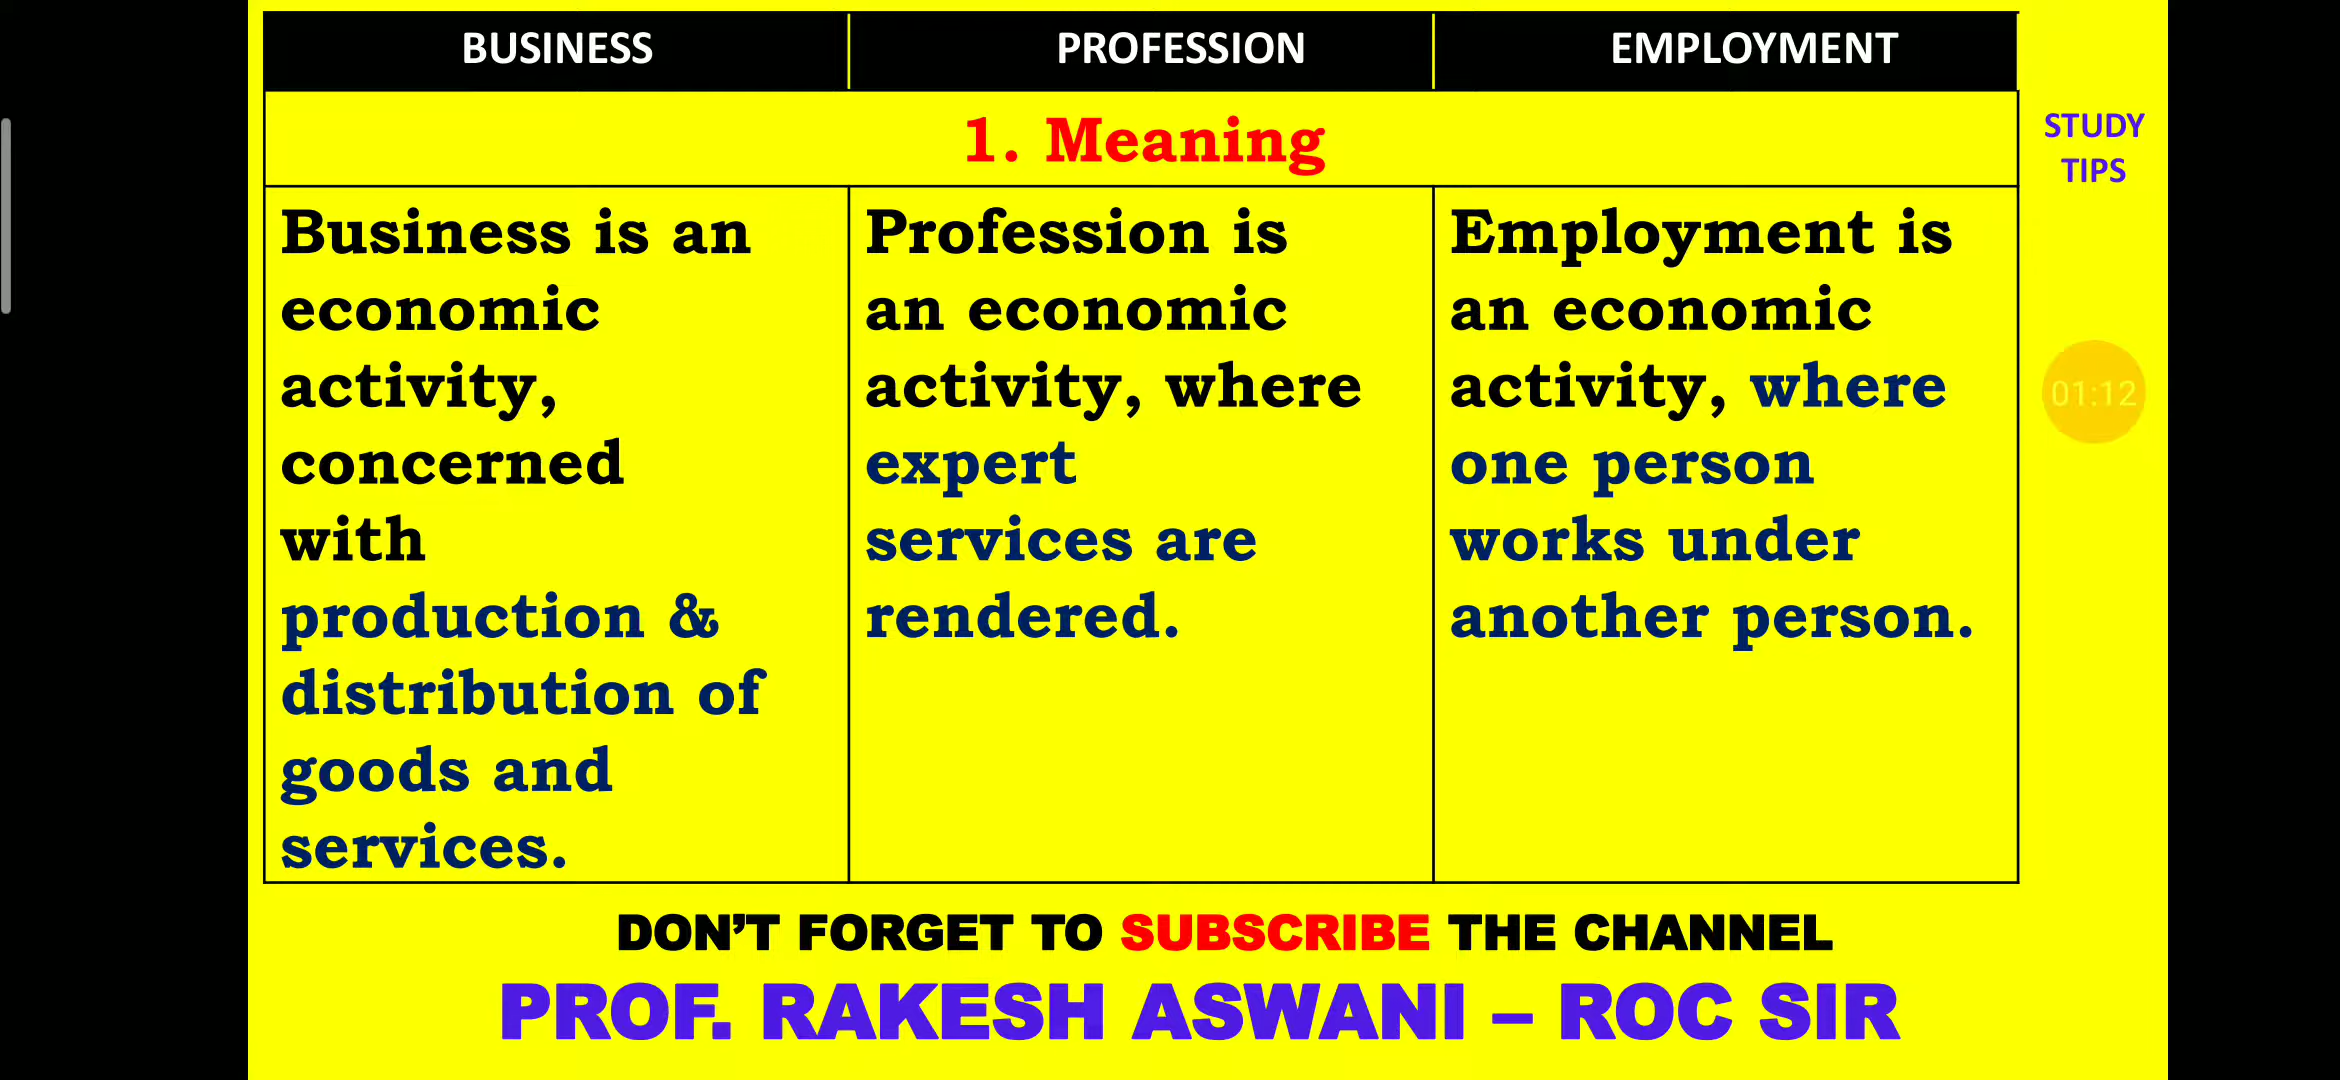 BUSINESS PROFESSION EMPLOYMENT
1. Meaning
Business is an
economic
activity,
concerned
with
production &
distribution of
goods and
services.
Profession is
an economic
activity, where
expert
services are
rendered.
Employment is
an economic
activity, where
one person
works under
another person.
STUDY
TIPS
01:12
DON’T FORGET TO SUBSCRIBE THE CHANNEL
PROF. RAKESH ASWANI – ROC SIR